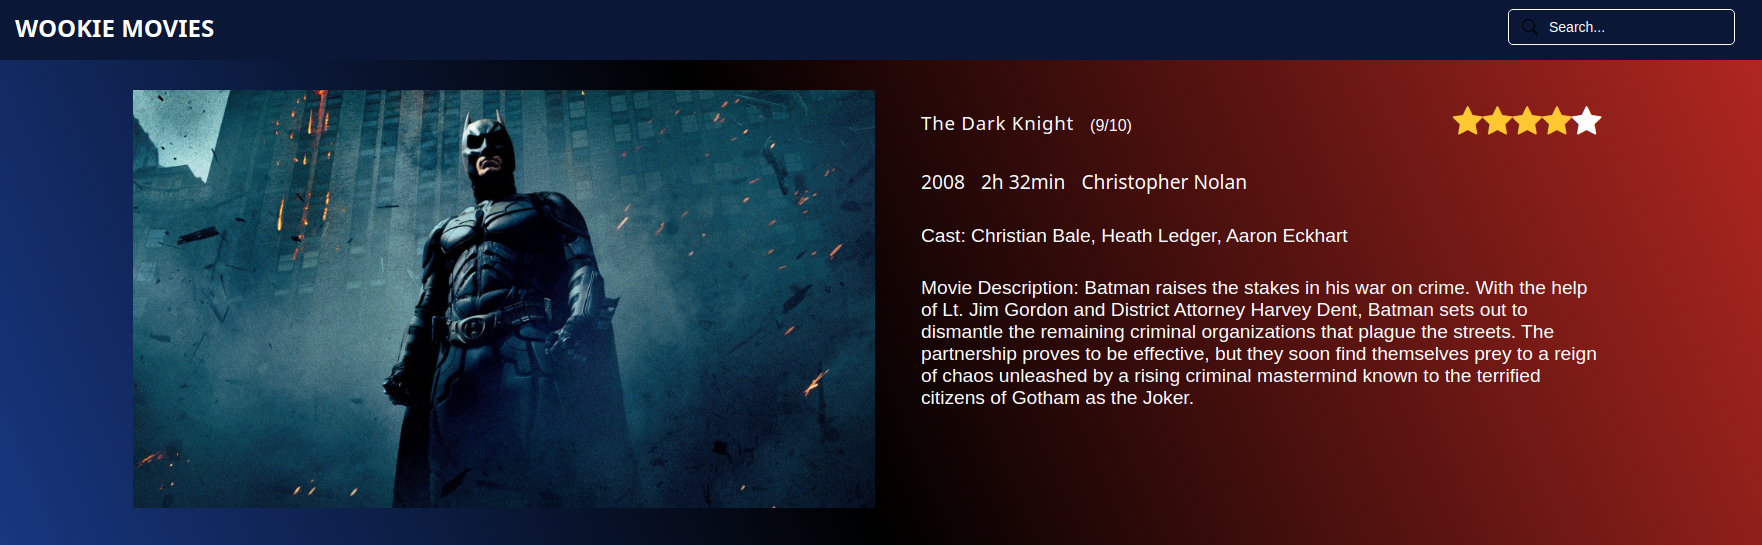 WOOKIE MOVIES
Search...
The Dark Knight (9/10)
2008 2h 32min Christopher Nolan
Cast: Christian Bale, Heath Ledger, Aaron Eckhart
Movie Description: Batman raises the stakes in his war on crime. With the help
of Lt. Jim Gordon and District Attorney Harvey Dent, Batman sets out to
dismantle the remaining criminal organizations that plague the streets. The
partnership proves to be effective, but they soon find themselves prey to a reign
of chaos unleashed by a rising criminal mastermind known to the terrified
citizens of Gotham as the Joker.